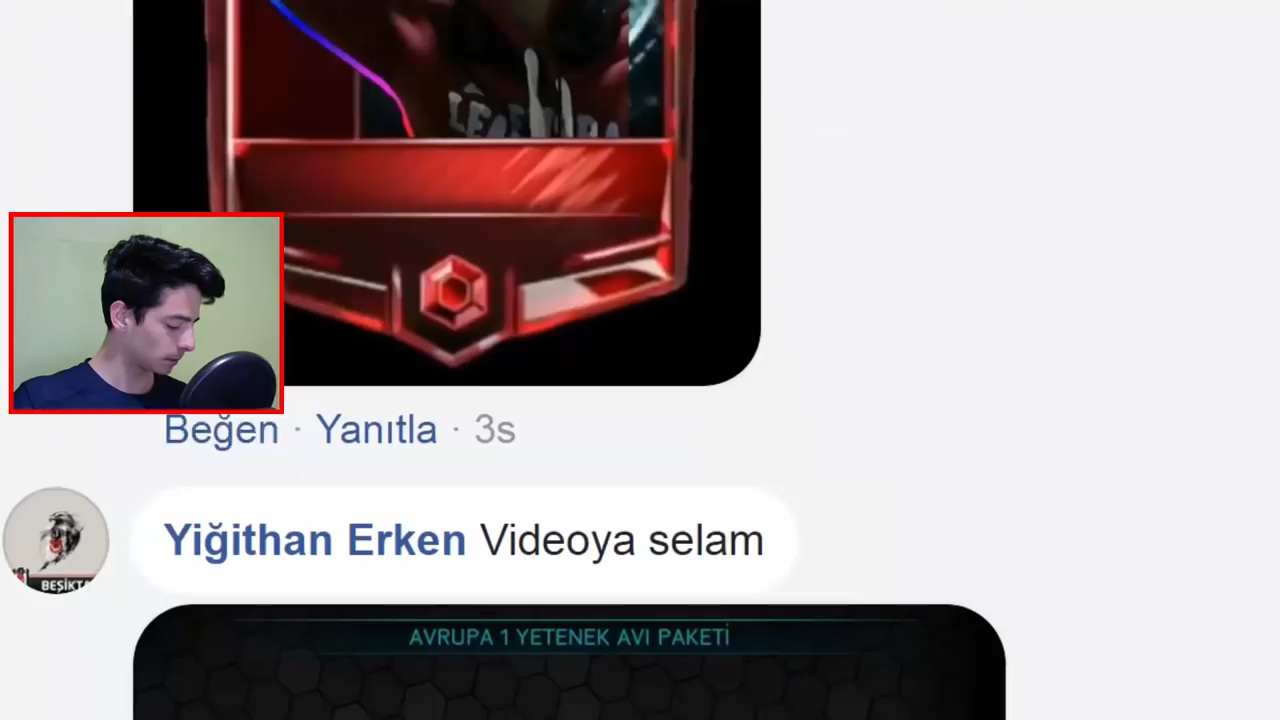 Beğen · Yanıtla · 3s
Yiğithan Erken Videoya selam
AVRUPA 1 YETENEK AVI PAKETİ